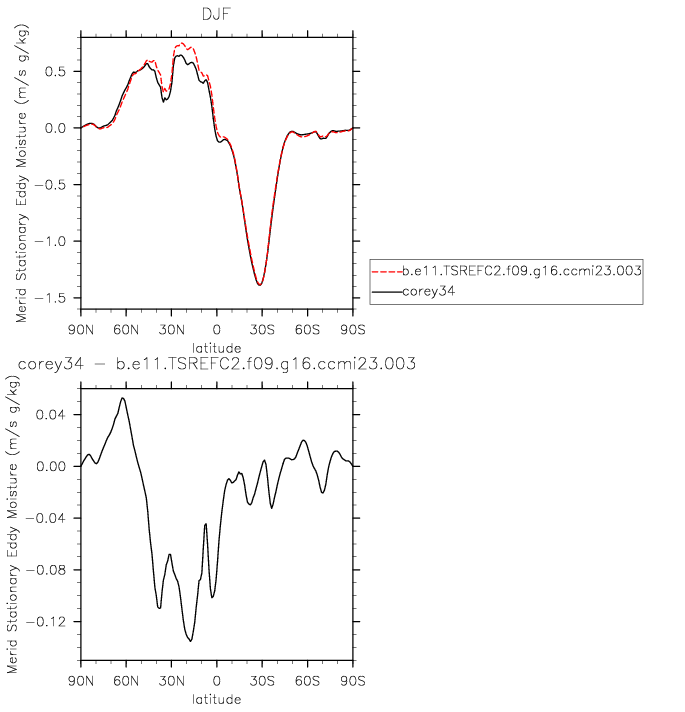 DJF
Merid Stationary Eddy Moisture (m/s g/kg)
0.5
0.0
−0.5
−1.0
−1.5
90N 60N 30N 0 30S 60S 90S
latitude
b.e11.TSREFC2.f09.g16.ccmi23.003
corey34
corey34 − b.e11.TSREFC2.f09.g16.ccmi23.003
Merid Stationary Eddy Moisture (m/s g/kg)
0.04
0.00
−0.04
−0.08
−0.12
90N 60N 30N 0 30S 60S 90S
latitude